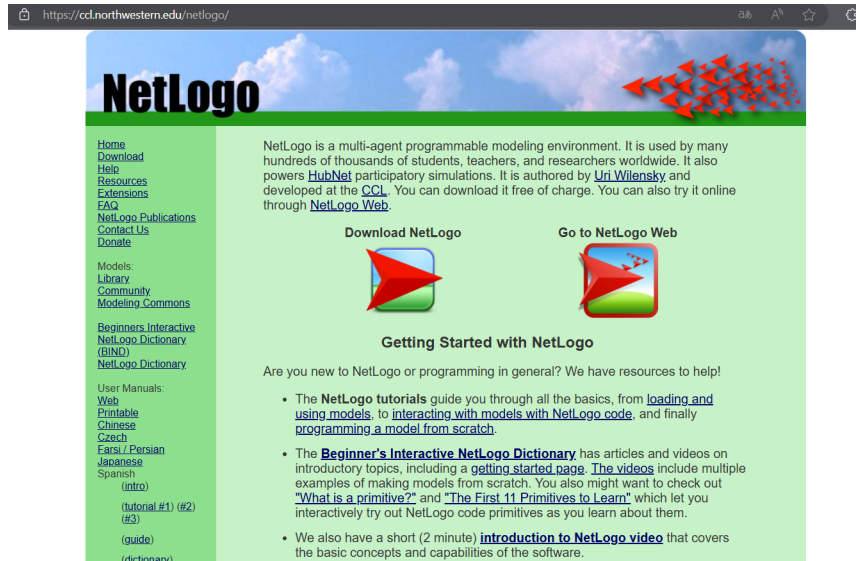 https://ccl.northwestern.edu/netlogo/
NetLogo
Home
Download
Help
Resources
Extensions
FAQ
NetLogo Publications
Contact Us
Donate
Models:
Library
Community
Modeling Commons
Beginners Interactive
NetLogo Dictionary
(BIND)
NetLogo Dictionary
User Manuals:
Web
Printable
Chinese
Czech
Farsi / Persian
Japanese
Spanish
(intro)
(tutorial #1) (#2)
(#3)
(guide)
(dictionary)
NetLogo is a multi-agent programmable modeling environment. It is used by many
hundreds of thousands of students, teachers, and researchers worldwide. It also
powers HubNet participatory simulations. It is authored by Uri Wilensky and
developed at the CCL. You can download it free of charge. You can also try it online
through NetLogo Web.
Download NetLogo
Go to NetLogo Web
Getting Started with NetLogo
Are you new to NetLogo or programming in general? We have resources to help!
• The NetLogo tutorials guide you through all the basics, from loading and
using models, to interacting with models with NetLogo code, and finally
programming a model from scratch.
• The Beginner's Interactive NetLogo Dictionary has articles and videos on
introductory topics, including a getting started page. The videos include multiple
examples of making models from scratch. You also might want to check out
"What is a primitive?" and "The First 11 Primitives to Learn" which let you
interactively try out NetLogo code primitives as you learn about them.
• We also have a short (2 minute) introduction to NetLogo video that covers
the basic concepts and capabilities of the software.